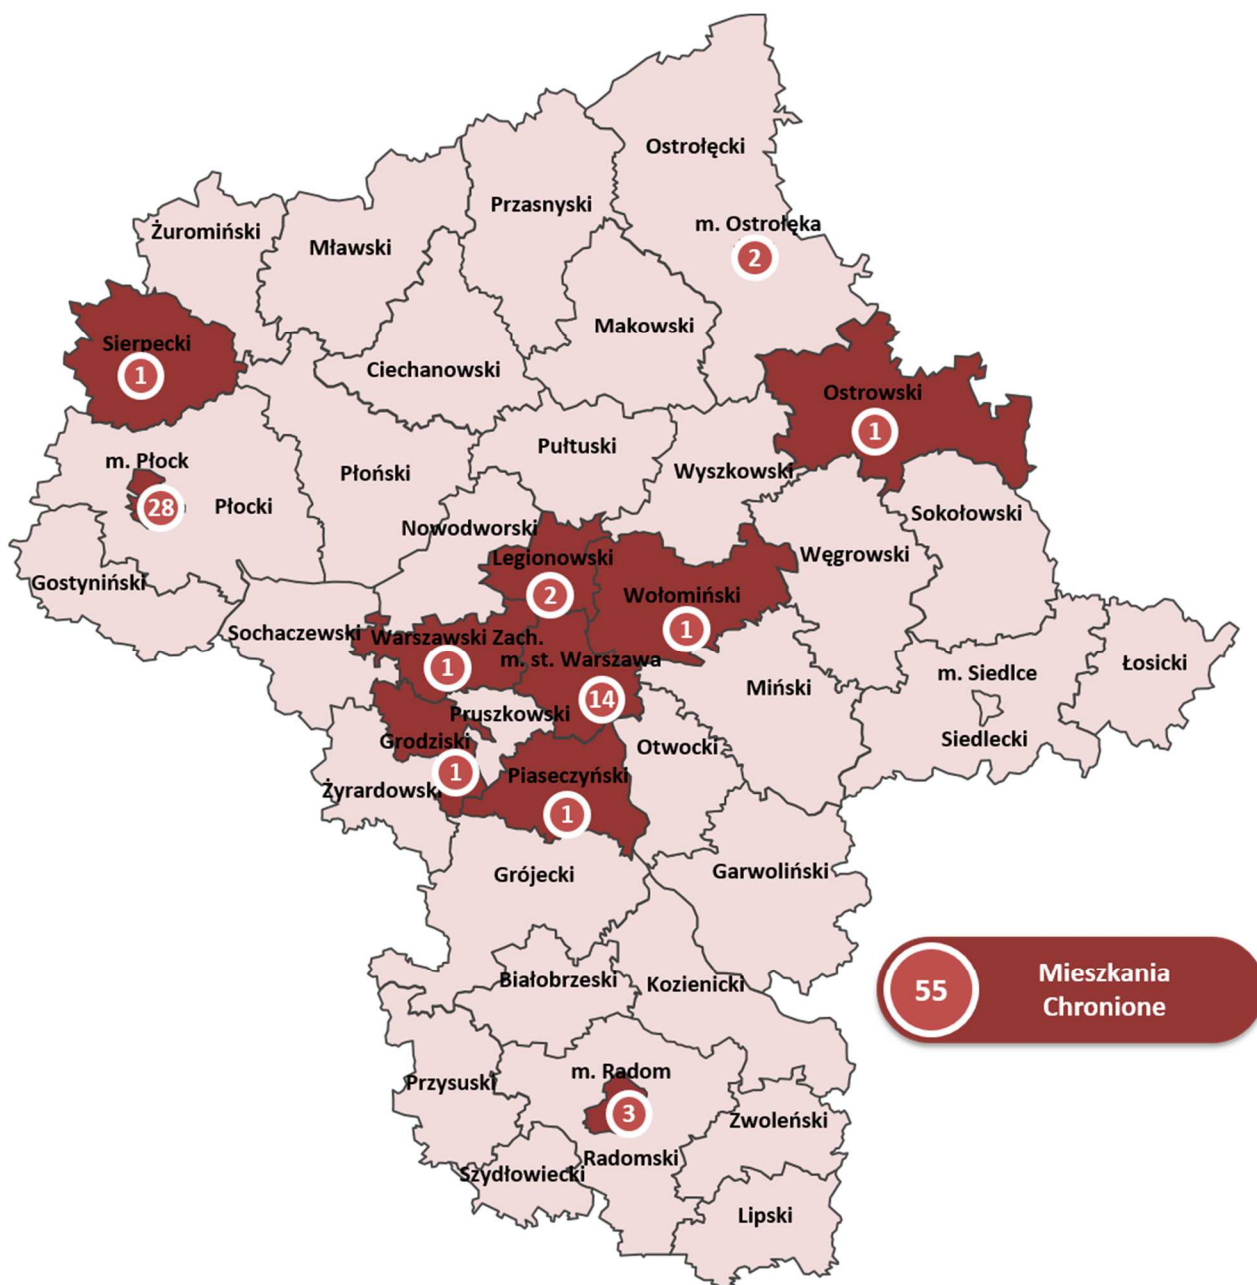 Ostrołęcki
Przasnyski
m. Ostrołęka
2
Żuromiński
Mławski
Makowski
Sierpecki
1
Ciechanowski
Ostrowski
1
Pułtuski
m. Płock
28
Płocki
Płoński
Wyszkowski
Sokołowski
Nowodworski
Węgrowski
Legionowski
2
Gostyniński
Wołomiński
1
Sochaczewski
Warszawski Zach.
1
m. st. Warszawa
14
Łosicki
m. Siedlce
Miński
Pruszkowski
Siedlecki
Grodziski
1
Otwocki
Piaseczyński
1
Żyrardowski
Grójecki
Garwoliński
Białobrzeski
Kozienicki
55
Mieszkania
Chronione
m. Radom
3
Przysuski
Zwoleński
Radomski
Szydłowiecki
Lipski